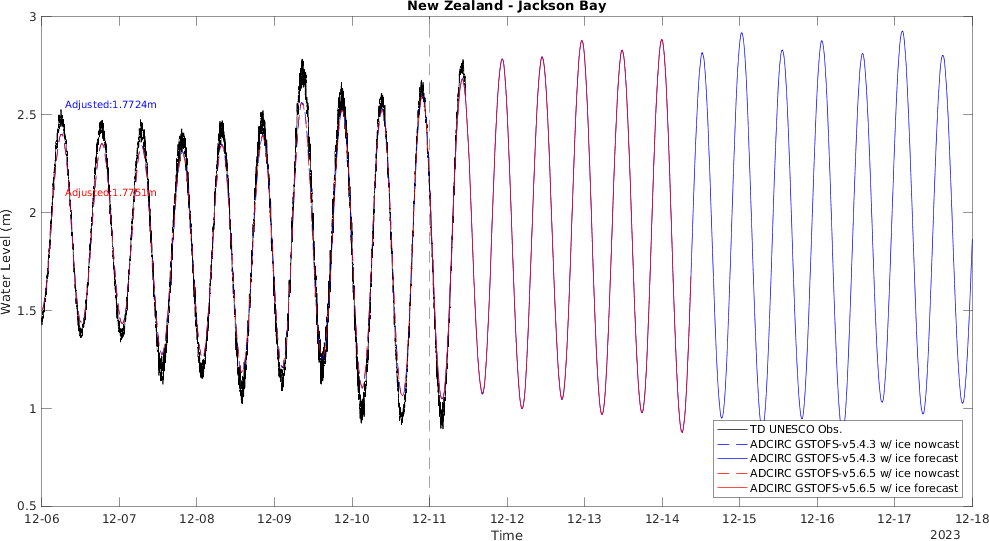 New Zealand - Jackson Bay
3
2.5
2
1.5
1
0.5
Water Level (m)
Adjusted:1.7724m
Adjusted:1.7751m
TD UNESCO Obs.
ADCIRC GSTOFS-v5.4.3 w/ ice nowcast
ADCIRC GSTOFS-v5.4.3 w/ ice forecast
ADCIRC GSTOFS-v5.6.5 w/ ice nowcast
ADCIRC GSTOFS-v5.6.5 w/ ice forecast
12-06 12-07 12-08 12-09 12-10 12-11 12-12 12-13 12-14 12-15 12-16 12-17 12-18
Time
2023